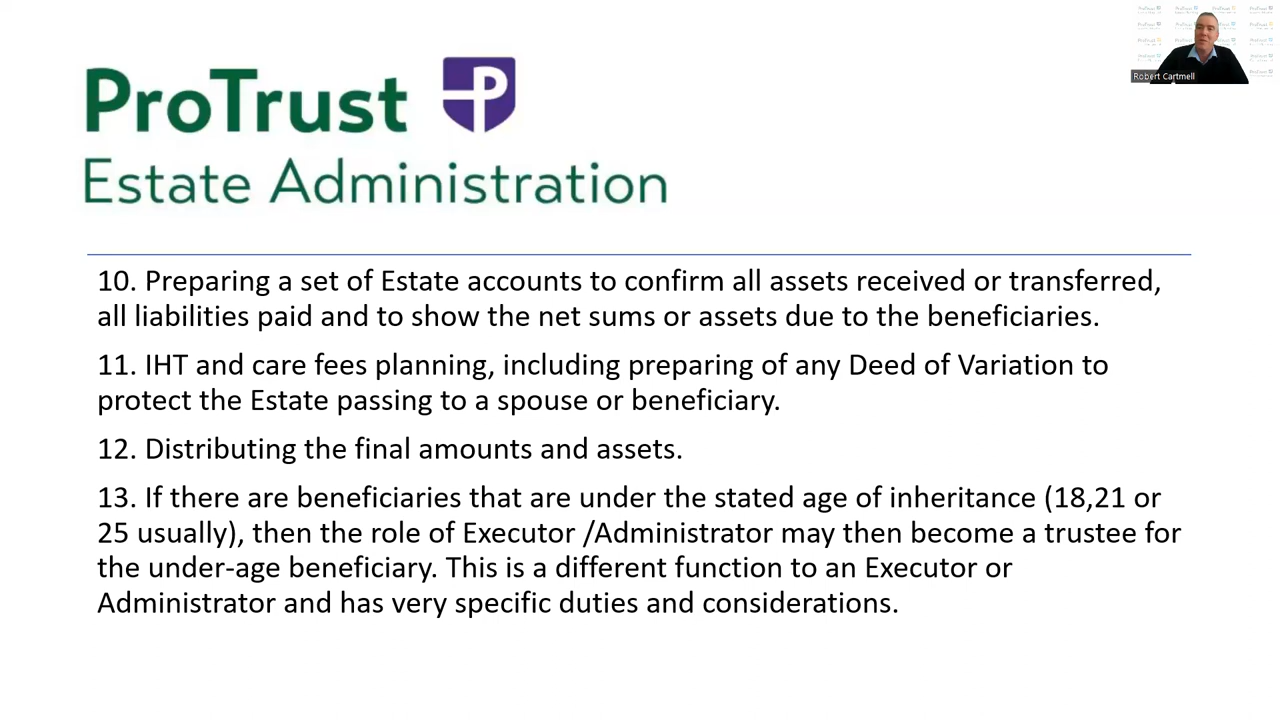 ProTrust P
Estate Administration
Robert Cartmell
10. Preparing a set of Estate accounts to confirm all assets received or transferred,
all liabilities paid and to show the net sums or assets due to the beneficiaries.
11. IHT and care fees planning, including preparing of any Deed of Variation to
protect the Estate passing to a spouse or beneficiary.
12. Distributing the final amounts and assets.
13. If there are beneficiaries that are under the stated age of inheritance (18,21 or
25 usually), then the role of Executor /Administrator may then become a trustee for
the under-age beneficiary. This is a different function to an Executor or
Administrator and has very specific duties and considerations.